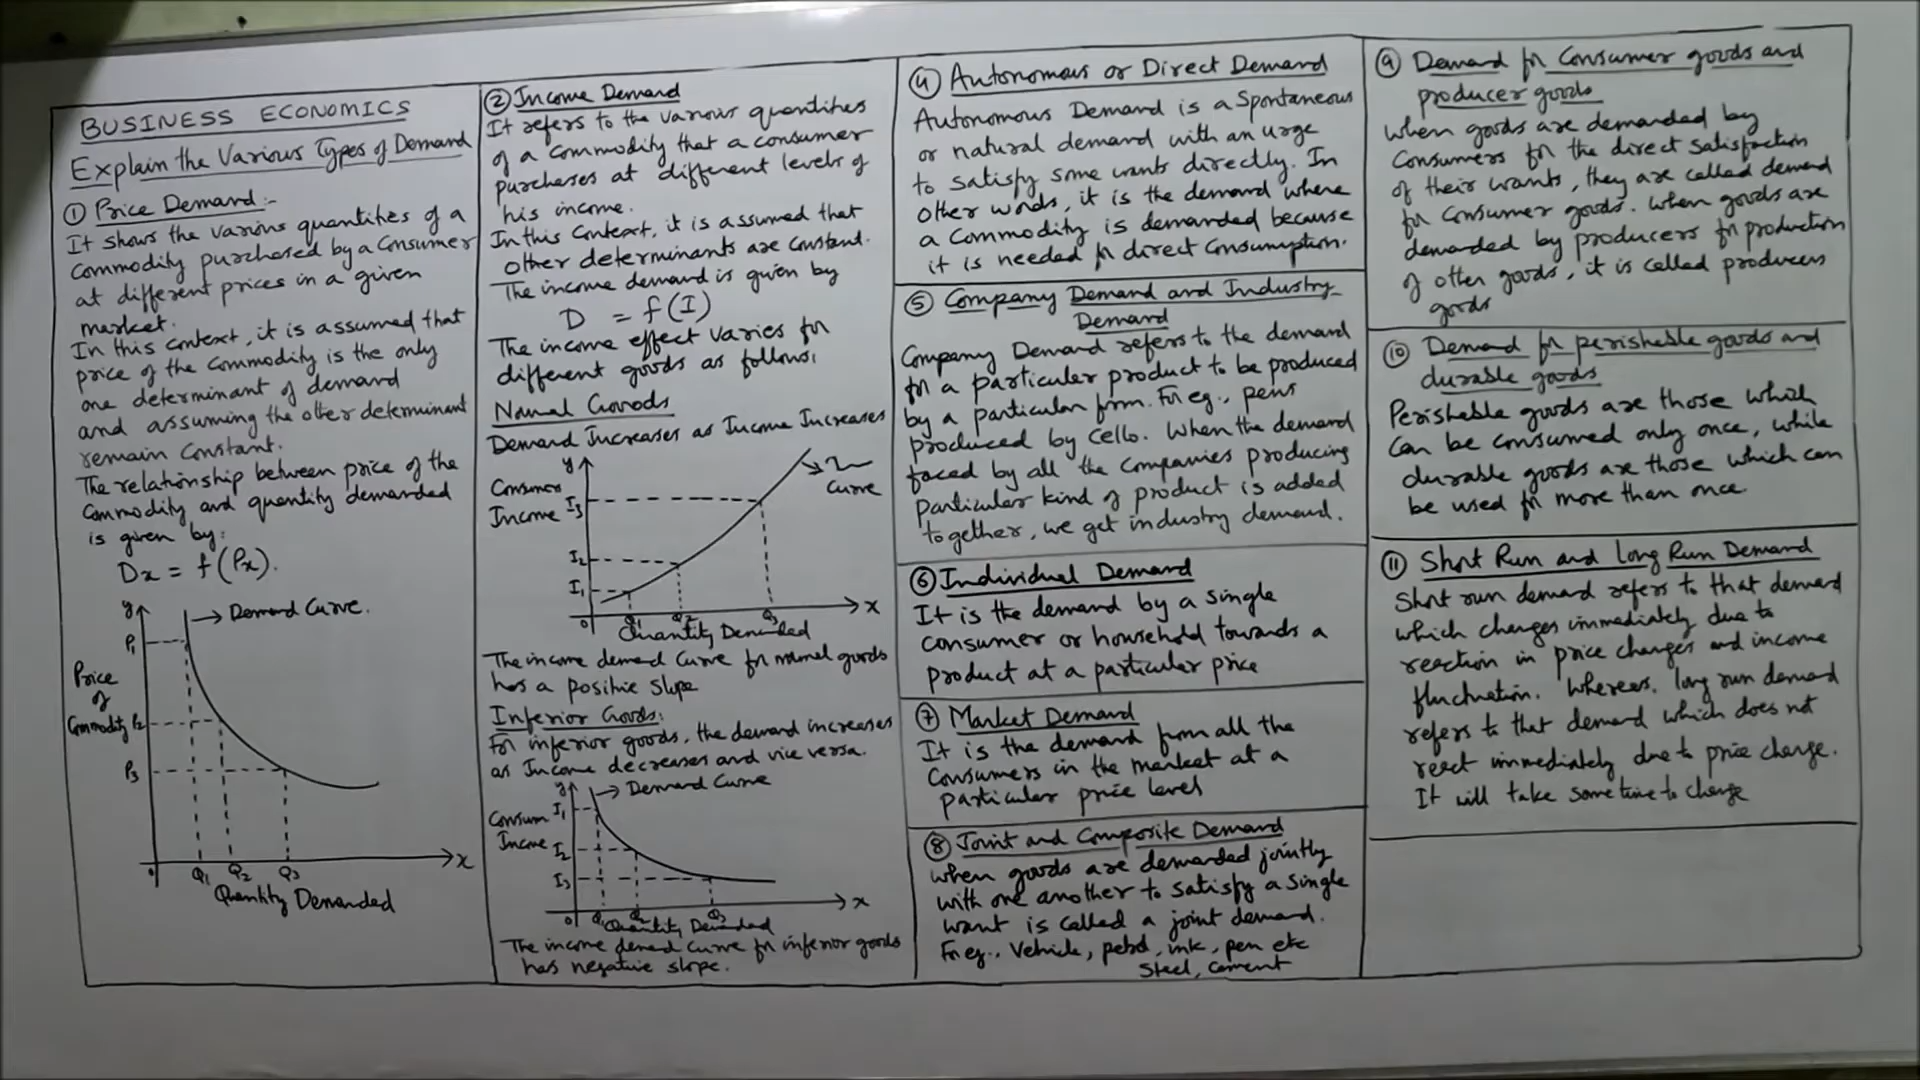 BUSINESS ECONOMICS
Explain the Various Types of Demand
① Price Demand:-
It shows the various quantities of a
Commodity purchased by a Consumer
at different prices in a given
market.
In this context, it is assumed that
price of the Commodity is the only
one determinant of demand
and assuming the other determinant
remain Constant.
The relationship between price of the
Commodity and quantity demanded
is given by:
Dx = f(Px).
y
→ Demand Curve.
P1
Price
of
Commodity P2
P3
0 Q1 Q2 Q3 x
Quantity Demanded
② Income Demand
It refers to the various quantities
of a Commodity that a consumer
purchases at different levels of
his income.
In this Context, it is assumed that
other determinants are Constant.
The income demand is given by
D = f(I)
The income effect varies for
different goods as follows,
Normal Goods
Demand Increases as Income Increases
y
Consumer
Income I3
Curve
I2
I1
0 Q1 Q2 Q3 x
Quantity Demanded
The income demand Curve for normal goods
has a positive slope
Inferior Goods:
For inferior goods, the demand increases
as Income decreases and vice versa.
y → Demand Curve
Consum I1
Income I2
I3
0 Q1 Q2 Q3 x
Quantity Demanded
The income demand curve for inferior goods
has negative slope.
④ Autonomous or Direct Demand
Autonomous Demand is a Spontaneous
or natural demand with an urge
to satisfy some wants directly. In
other words, it is the demand where
a Commodity is demanded because
it is needed for direct Consumption.
⑤ Company Demand and Industry
Demand
Company Demand refers to the demand
for a particular product to be produced
by a particular firm. For eg., pens
produced by Cello. When the demand
faced by all the Companies producing
particular kind of product is added
together, we get industry demand.
⑥ Individual Demand
It is the demand by a single
consumer or household towards a
product at a particular price
⑦ Market Demand
It is the demand from all the
Consumers in the market at a
particular price level
⑧ Joint and Composite Demand
When goods are demanded jointly
with one another to satisfy a single
want is called a joint demand.
For eg., Vehicle, petrol, ink, pen etc
Steel, Cement
⑨ Demand for Consumer goods and
producer goods
When goods are demanded by
Consumers for the direct satisfaction
of their wants, they are called demand
for Consumer goods. When goods are
demanded by producers for production
of other goods, it is called producers
goods
⑩ Demand for perishable goods and
durable goods
Perishable goods are those which
Can be consumed only once, while
durable goods are those which can
be used for more than once.
⑪ Short Run and long Run Demand
Short run demand refers to that demand
which changes immediately due to
reaction in price changes and income
fluctuation. Whereas, long run demand
refers to that demand which does not
react immediately due to price change.
It will take some time to change